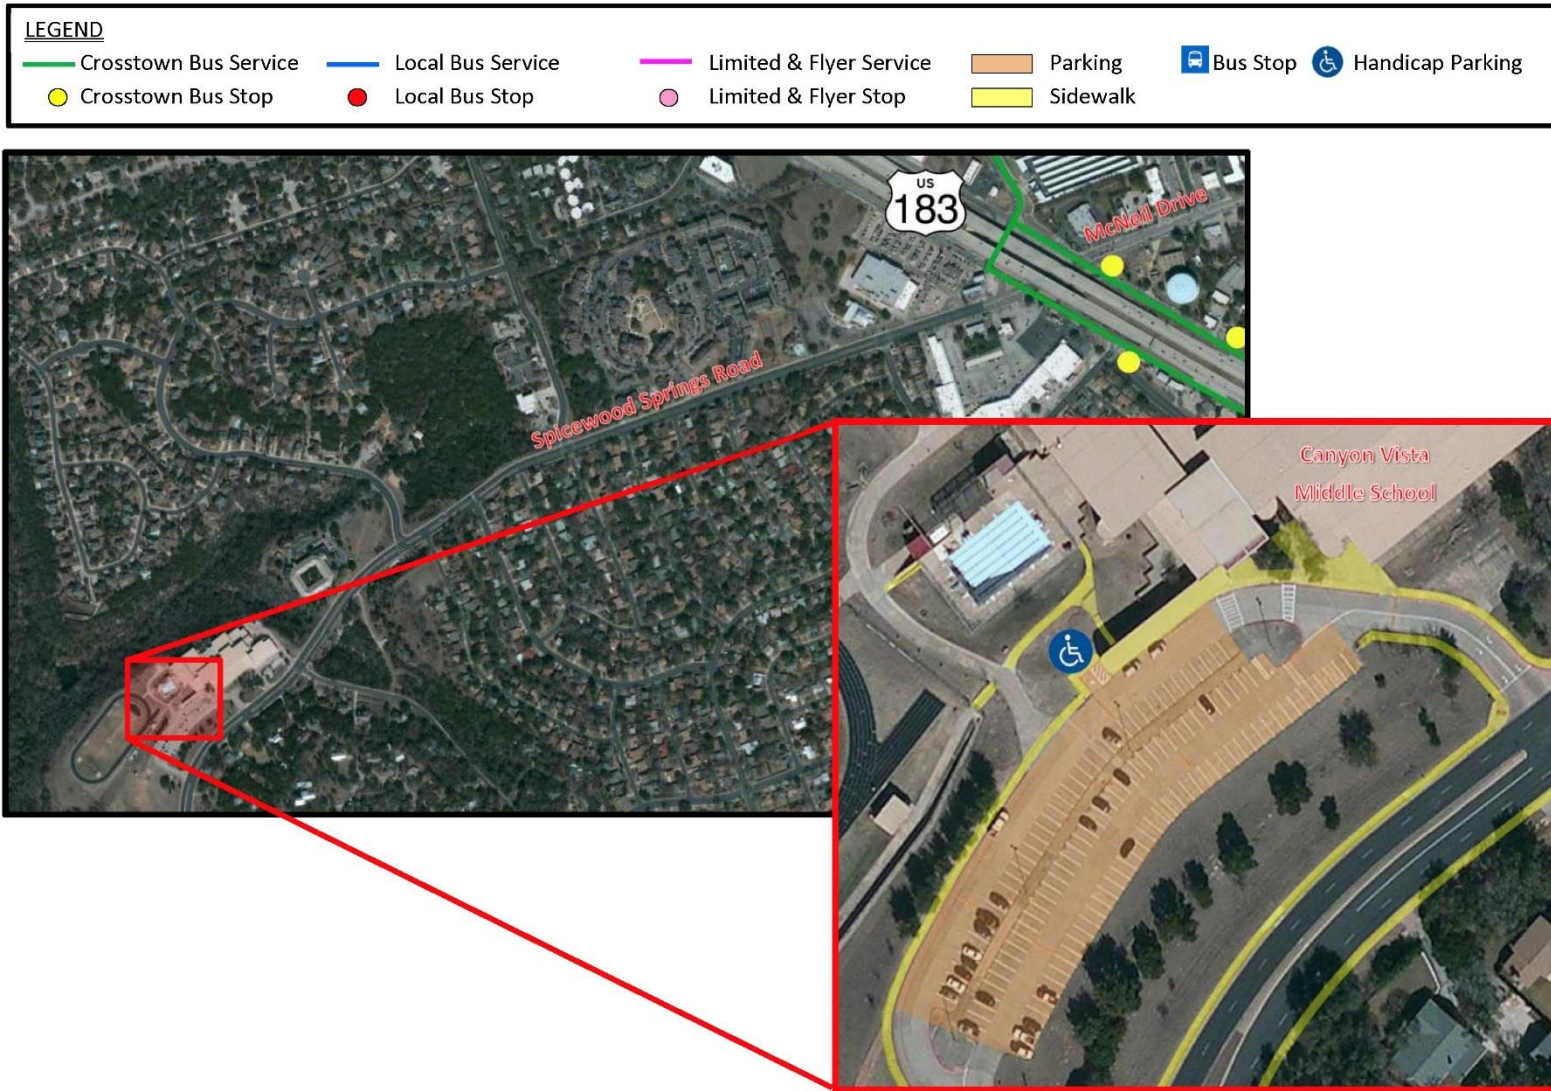 LEGEND
Crosstown Bus Service
Local Bus Service
Limited & Flyer Service
Parking
Bus Stop
Handicap Parking
Crosstown Bus Stop
Local Bus Stop
Limited & Flyer Stop
Sidewalk
US
183
McNeil Drive
Spicewood Springs Road
Canyon Vista
Middle School